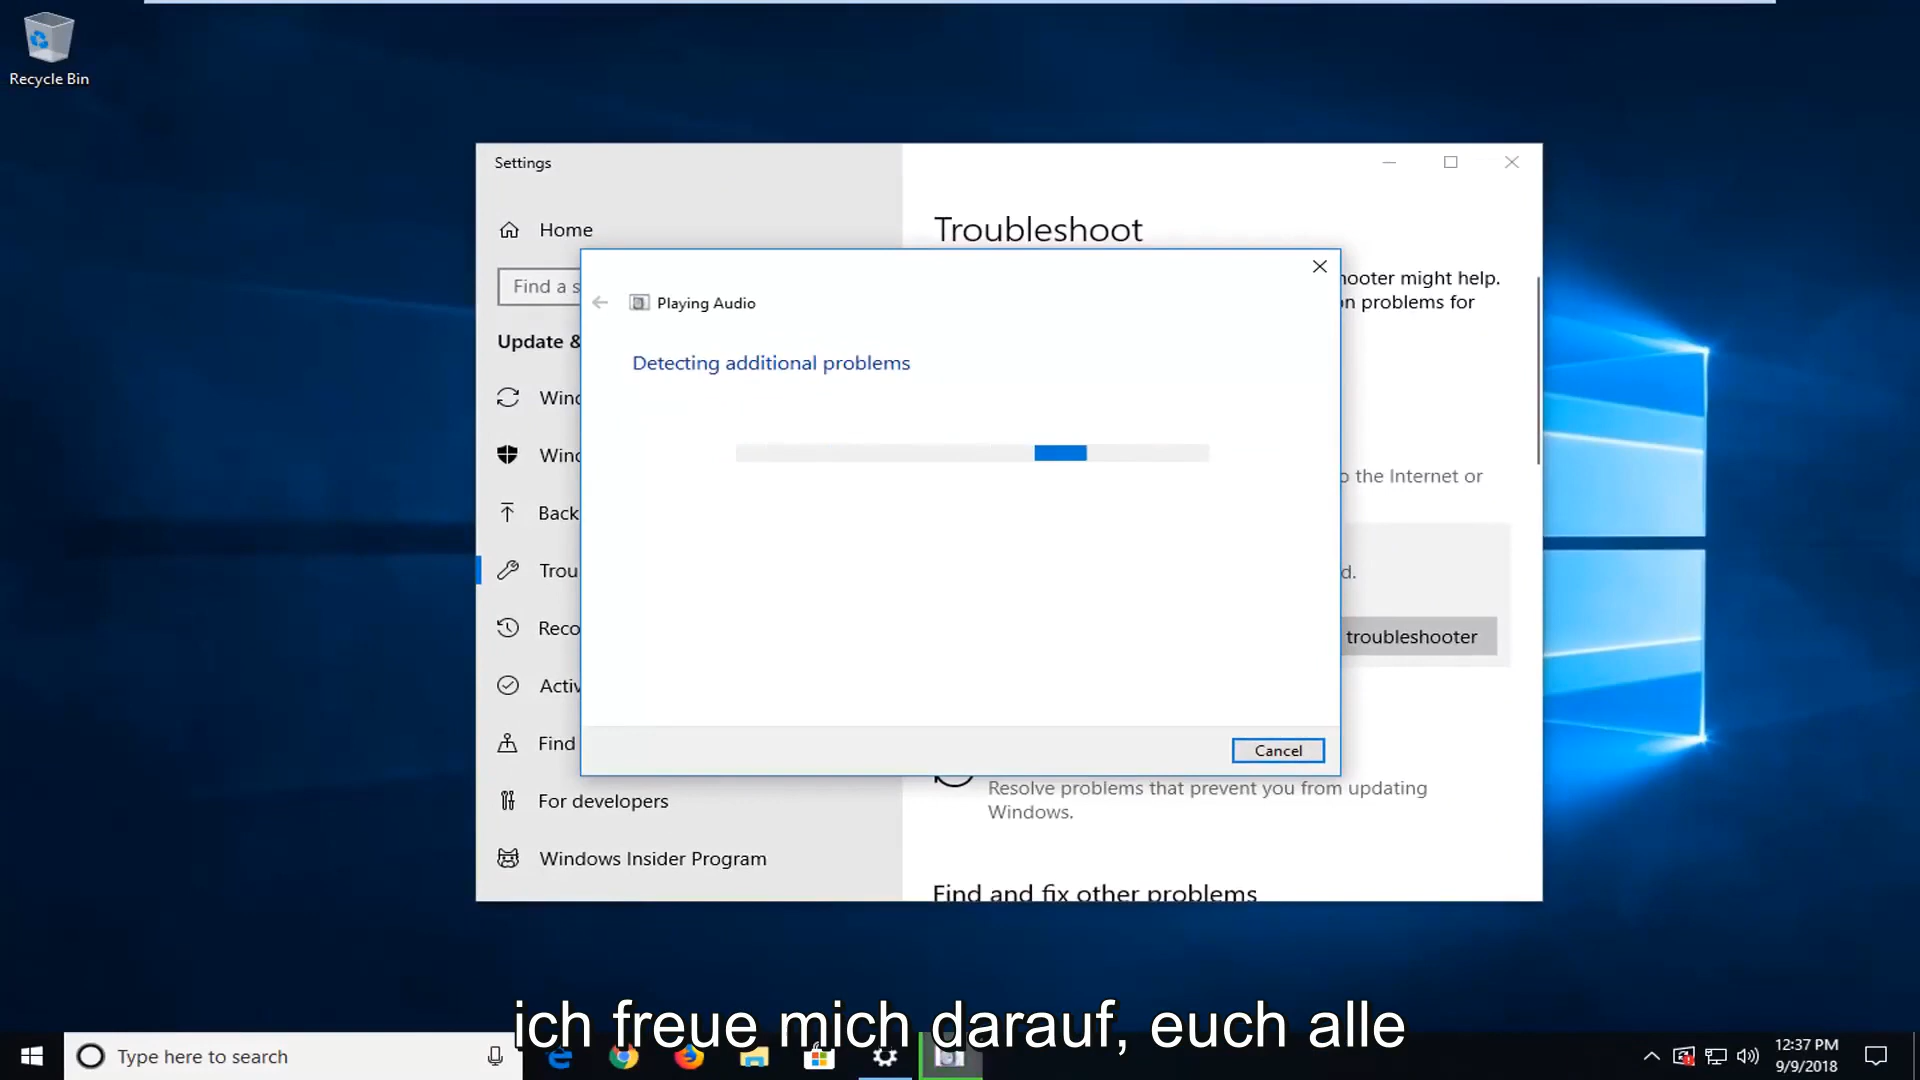 Recycle Bin
Settings
Home
Find a s
Update &
Wind
Wind
Back
Trou
Reco
Activ
Find
For developers
Windows Insider Program
Troubleshoot
hooter might help.
on problems for
o the Internet or
d.
troubleshooter
Resolve problems that prevent you from updating
Windows.
Find and fix other problems
Playing Audio
Detecting additional problems
Cancel
ich freue mich darauf, euch alle
Type here to search
12:37 PM
9/9/2018